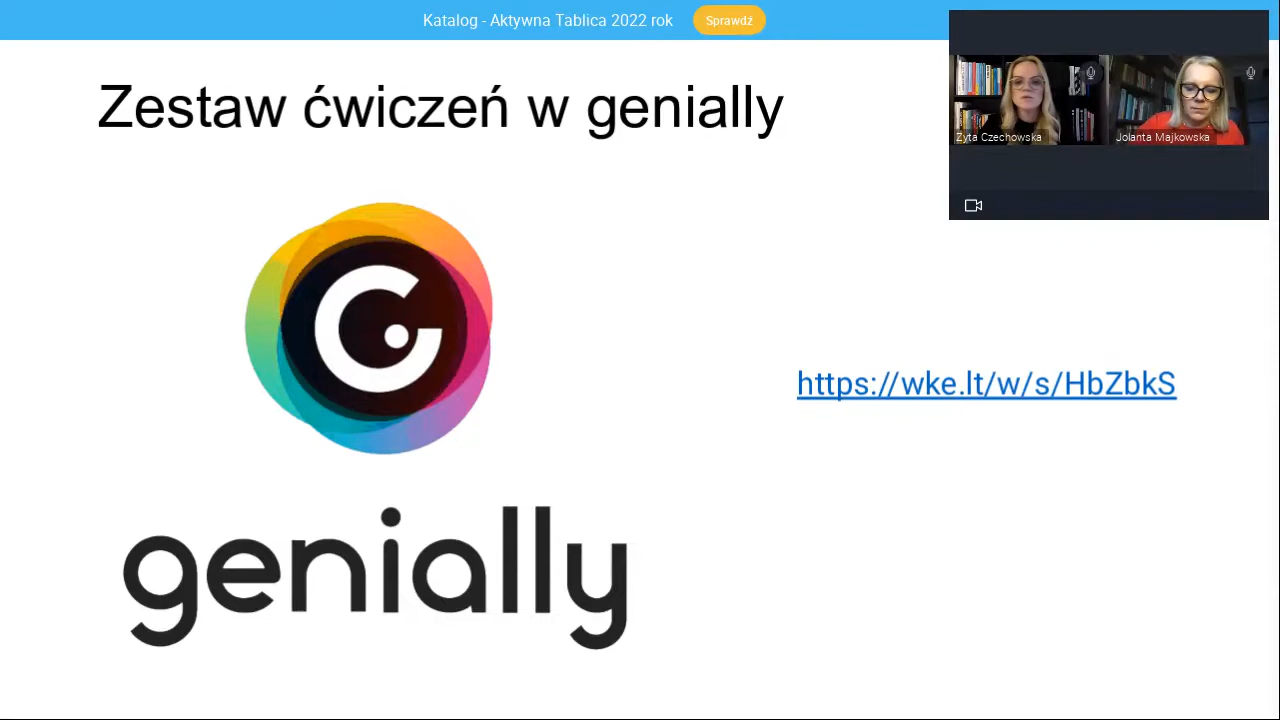 Katalog - Aktywna Tablica 2022 rok
Sprawdź
Zestaw ćwiczeń w genially
Zyta Czechowska
Jolanta Majkowska
https://wke.lt/w/s/HbZbkS
genially